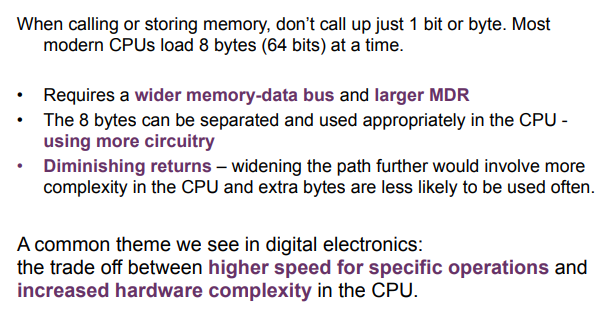 When calling or storing memory, don't call up just 1 bit or byte. Most
modern CPUs load 8 bytes (64 bits) at a time.
• Requires a wider memory-data bus and larger MDR
• The 8 bytes can be separated and used appropriately in the CPU -
using more circuitry
• Diminishing returns – widening the path further would involve more
complexity in the CPU and extra bytes are less likely to be used often.
A common theme we see in digital electronics:
the trade off between higher speed for specific operations and
increased hardware complexity in the CPU.